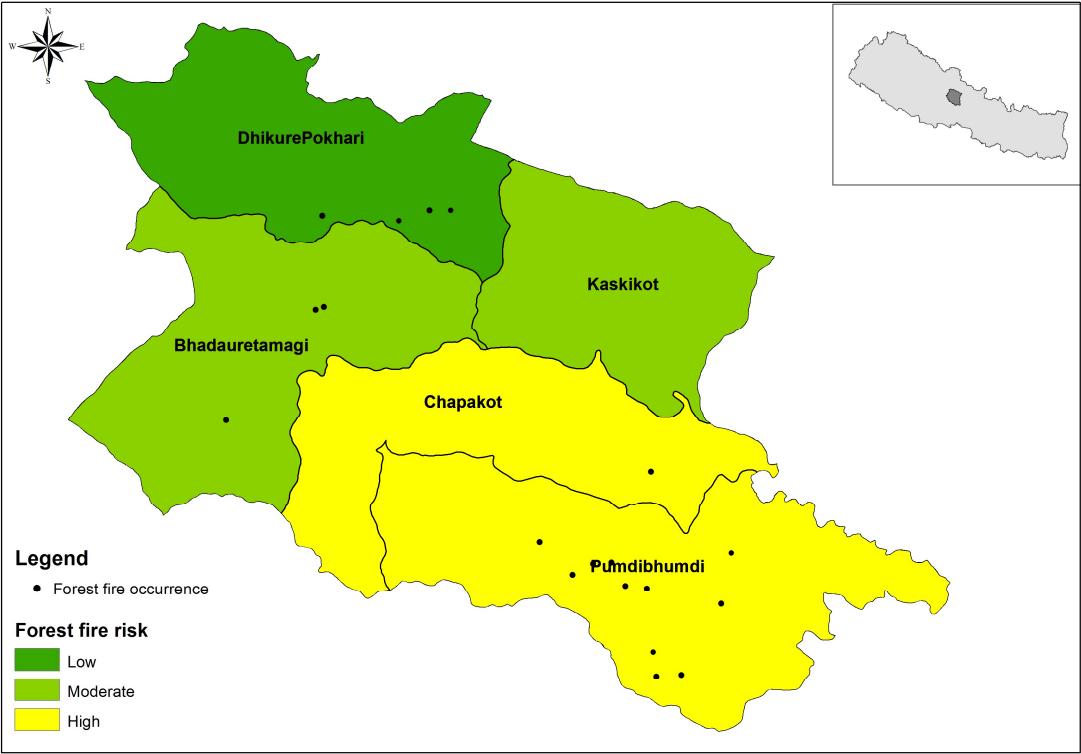 N
W E
S
DhikurePokhari
Kaskikot
Bhadauretamagi
Chapakot
Pumdibhumdi
Legend
Forest fire occurrence
Forest fire risk
Low
Moderate
High